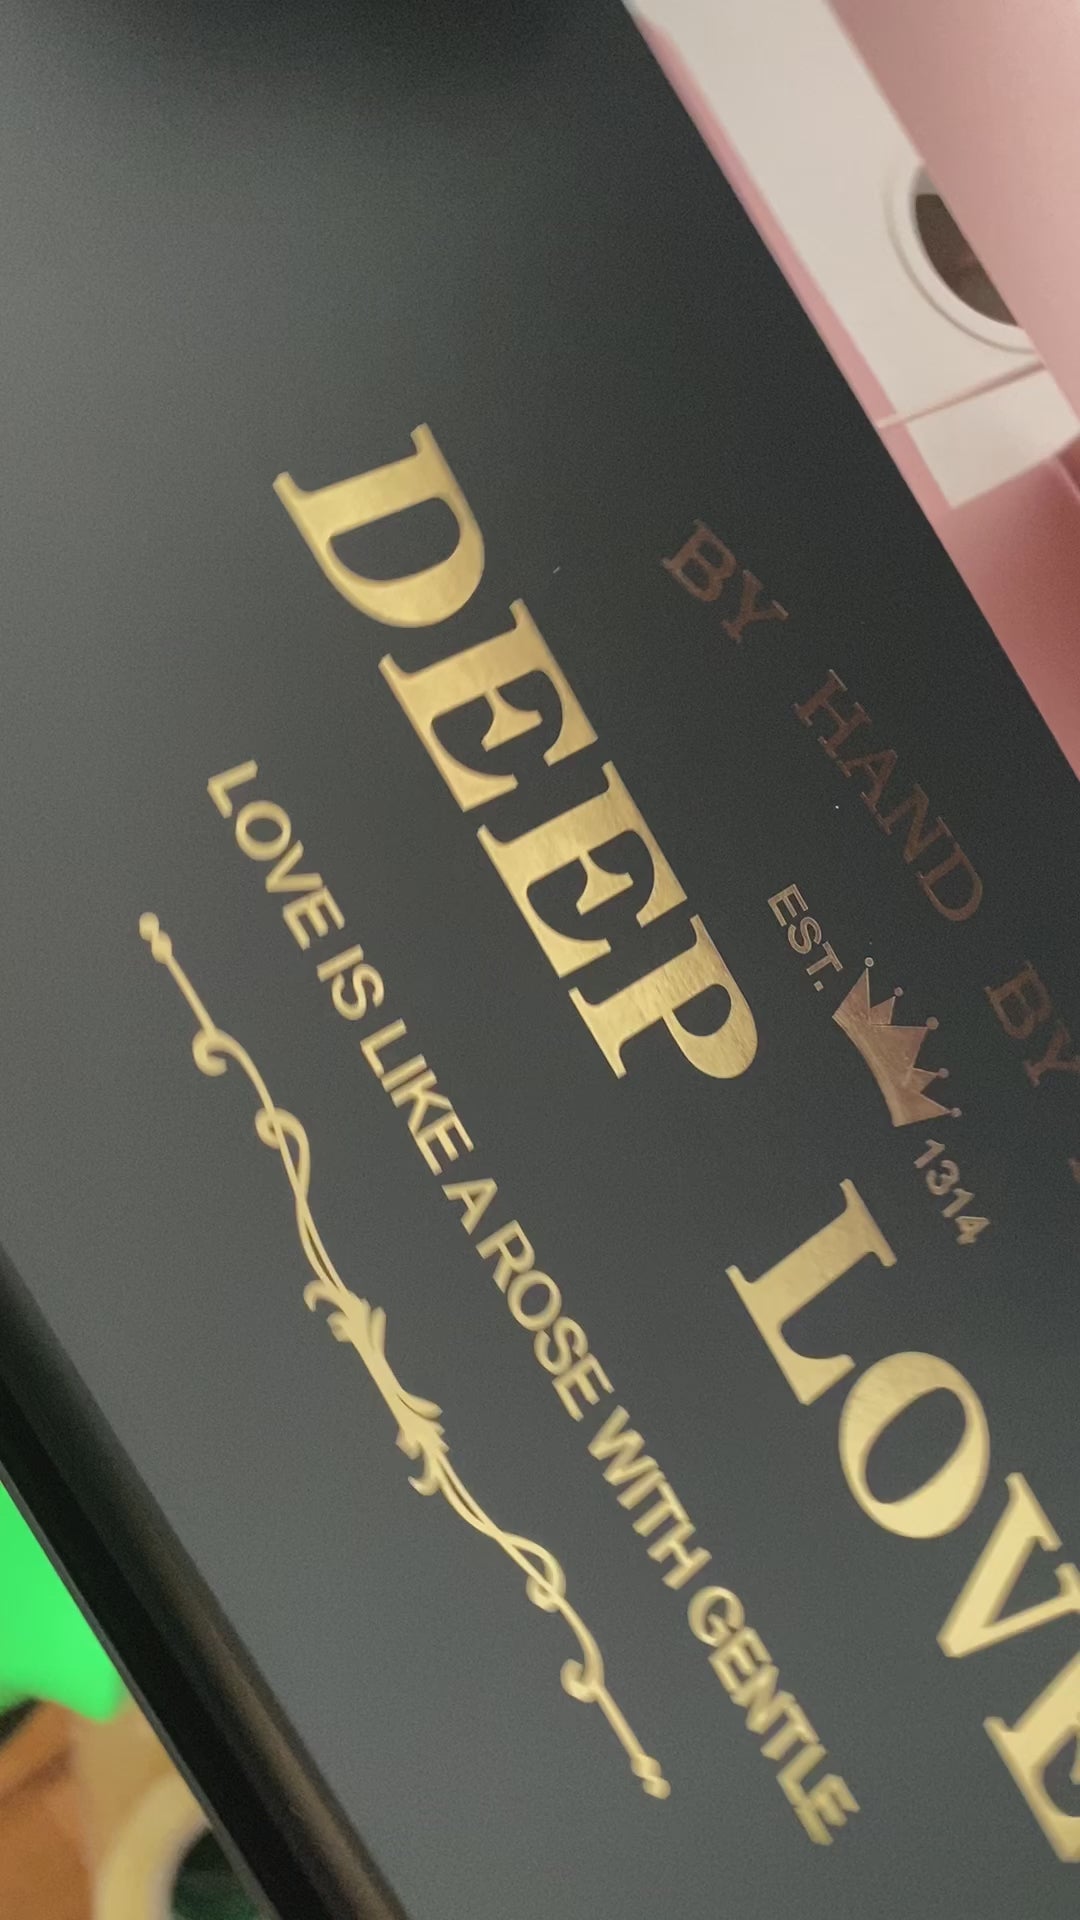 BY HAND BY
EST. 1314
DEEP LOVE
LOVE IS LIKE A ROSE WITH GENTLE